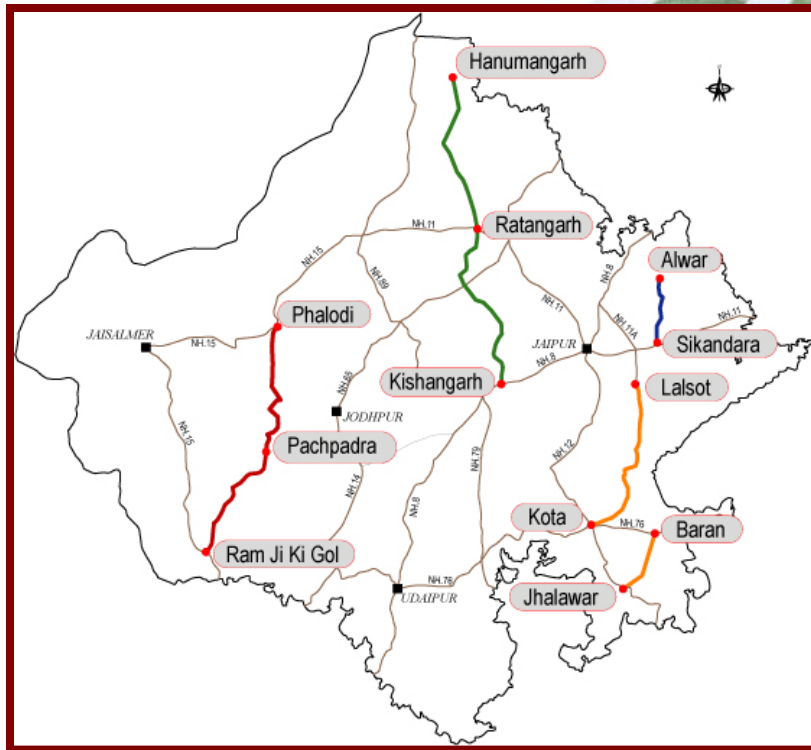 Hanumangarh
Ratangarh
NH.11
NH.15
NH.89
NH.8
Alwar
Phalodi
NH.11
NH.11A
NH.11
JAISALMER
NH.15
JAIPUR
Sikandara
Kishangarh
NH.8
Lalsot
NH.65
JODHPUR
NH.15
Pachpadra
NH.12
NH.79
NH.14
NH.8
Kota
NH.76
Baran
Ram Ji Ki Gol
NH.76
UDAIPUR
Jhalawar